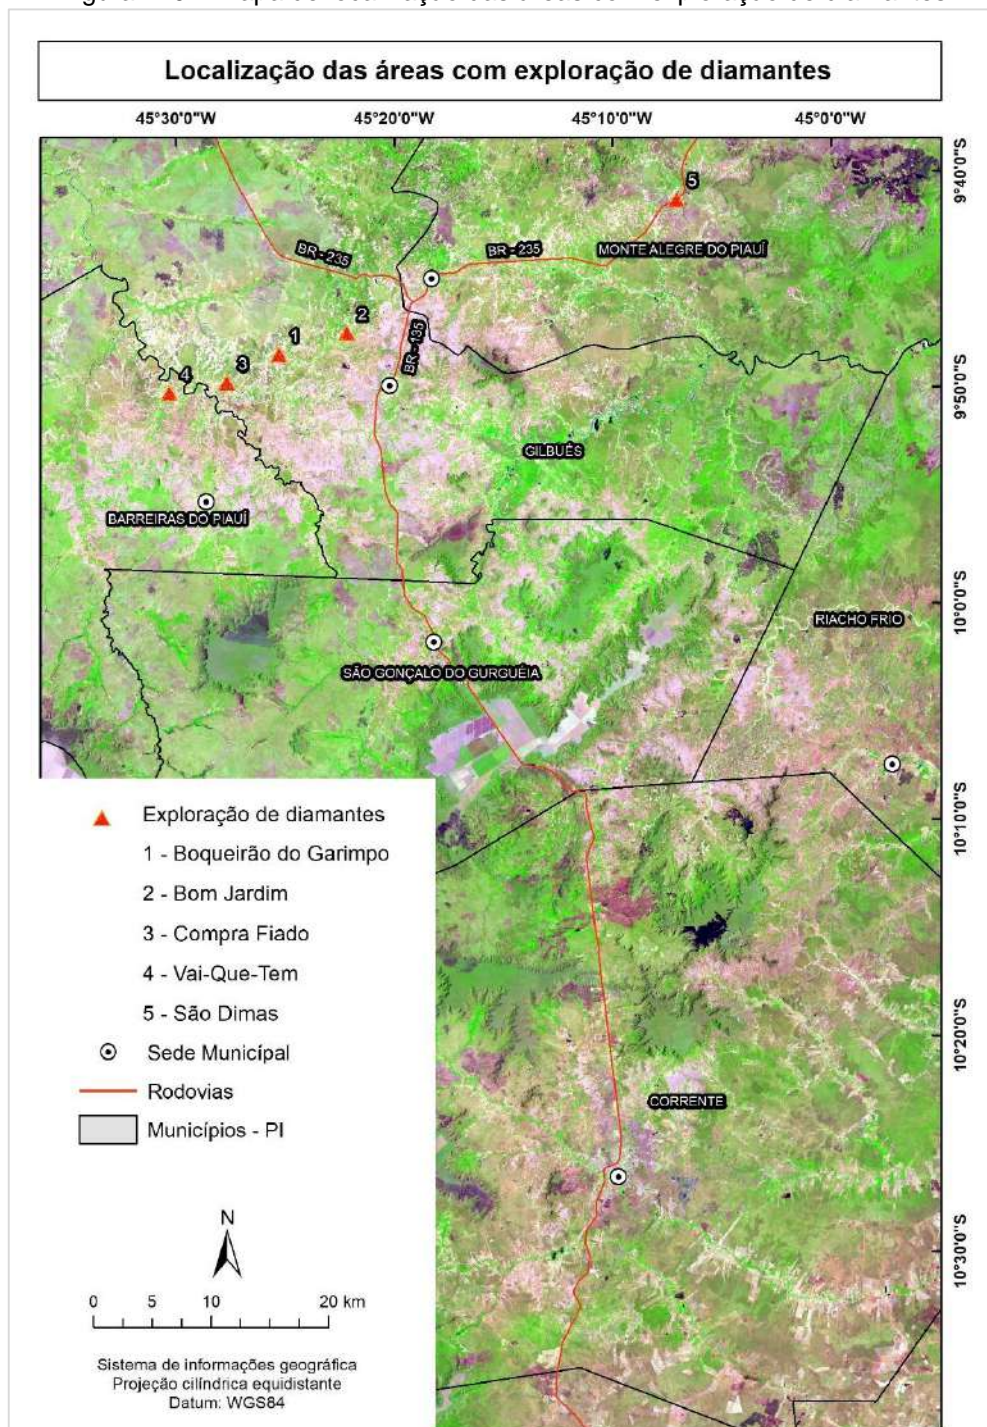 Localização das áreas com exploração de diamantes
45°30'0"W 45°20'0"W 45°10'0"W 45°0'0"W
9°40'0"S
5
BR - 235
BR - 235
MONTE ALEGRE DO PIAUÍ
2
1
BR - 135
3
4
9°50'0"S
GILBUÉS
BARREIRAS DO PIAUÍ
10°0'0"S
RIACHO FRIO
SÃO GONÇALO DO GURGUÉIA
10°10'0"S
Exploração de diamantes
1 - Boqueirão do Garimpo
2 - Bom Jardim
3 - Compra Fiado
4 - Vai-Que-Tem
5 - São Dimas
Sede Municípal
Rodovias
Municípios - PI
10°20'0"S
CORRENTE
10°30'0"S
N
0 5 10 20 km
Sistema de informações geográfica
Projeção cilíndrica equidistante
Datum: WGS84